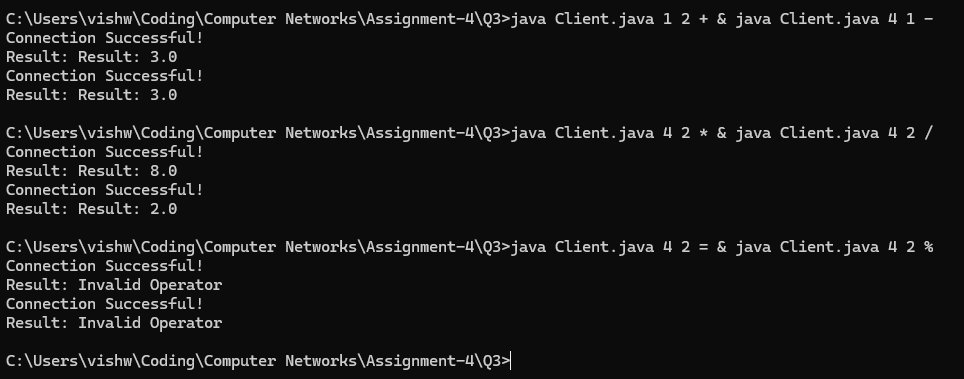 C:\Users\vishw\Coding\Computer Networks\Assignment-4\Q3>java Client.java 1 2 + & java Client.java 4 1 -
Connection Successful!
Result: Result: 3.0
Connection Successful!
Result: Result: 3.0
C:\Users\vishw\Coding\Computer Networks\Assignment-4\Q3>java Client.java 4 2 * & java Client.java 4 2 /
Connection Successful!
Result: Result: 8.0
Connection Successful!
Result: Result: 2.0
C:\Users\vishw\Coding\Computer Networks\Assignment-4\Q3>java Client.java 4 2 = & java Client.java 4 2 %
Connection Successful!
Result: Invalid Operator
Connection Successful!
Result: Invalid Operator
C:\Users\vishw\Coding\Computer Networks\Assignment-4\Q3>